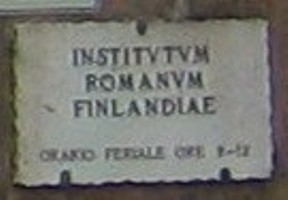 INSTITVTVM
ROMANVM
FINLANDIAE
ORARIO FERIALE ORE 9-12